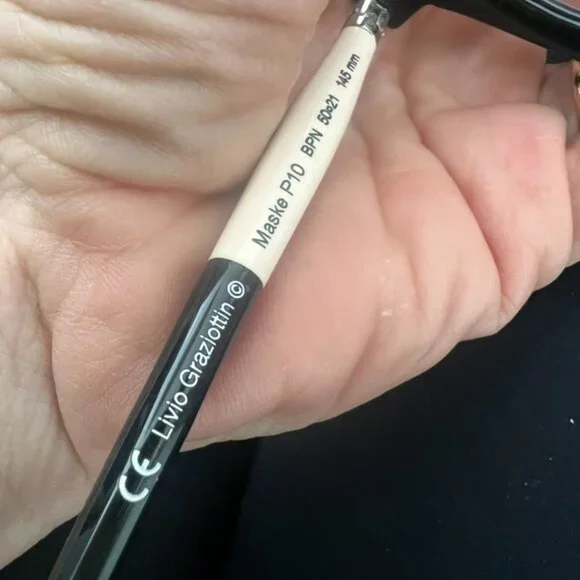 Maske P10 BPN 50▫21 145 mm
CE Livio Graziottin ©